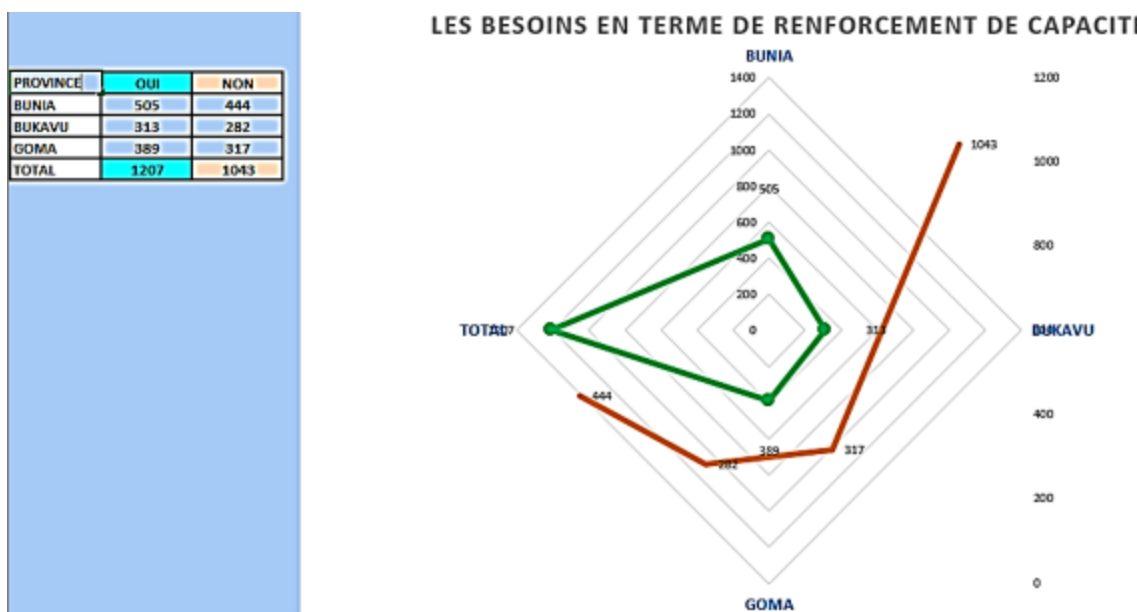 LES BESOINS EN TERME DE RENFORCEMENT DE CAPACITÉ
PROVINCE OUI NON
BUNIA 505 444
BUKAVU 313 282
GOMA 389 317
TOTAL 1207 1043
BUNIA
1400 1200
1200
1043
1000 1000
800 505
800
600
400
200
TOTAL 0 313 BUKAVU
444
400
389 317
282
200
0
GOMA